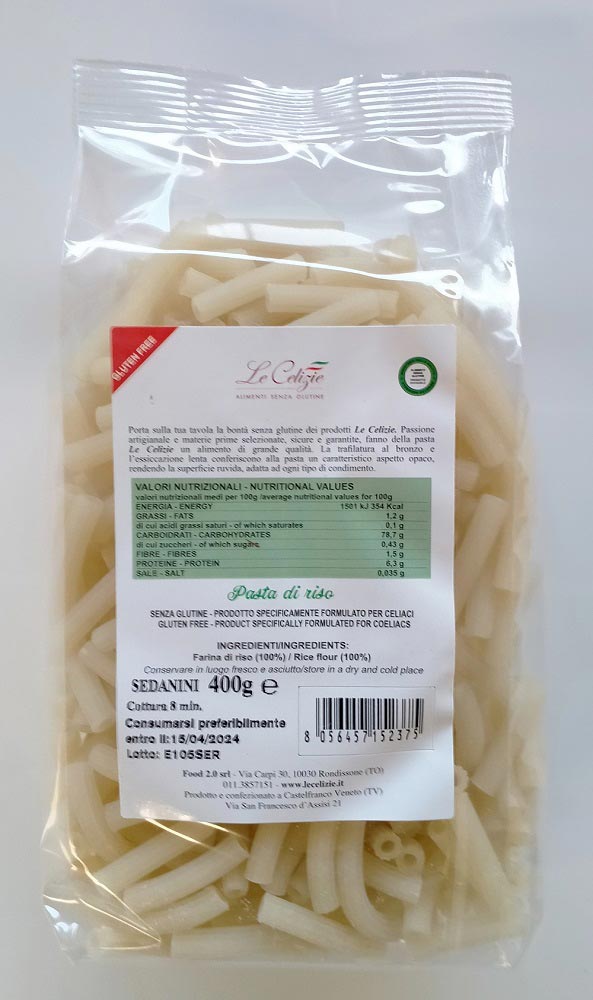 GLUTEN FREE
Le Celizie
ALIMENTI SENZA GLUTINE
Porta sulla tua tavola la bontà senza glutine dei prodotti Le Celizie. Passione
artigianale e materie prime selezionate, sicure e garantite, fanno della pasta
Le Celizie un alimento di grande qualità. La trafilatura al bronzo e
l'essiccazione lenta conferiscono alla pasta un caratteristico aspetto opaco,
rendendo la superficie ruvida, adatta ad ogni tipo di condimento.
VALORI NUTRIZIONALI - NUTRITIONAL VALUES
valori nutrizionali medi per 100g /average nutritional values for 100g
ENERGIA - ENERGY 1501 kJ 354 Kcal
GRASSI - FATS 1,2 g
di cui acidi grassi saturi - of which saturates 0,1 g
CARBOIDRATI - CARBOHYDRATES 78,7 g
di cui zuccheri - of which sugars 0,43 g
FIBRE - FIBRES 1,5 g
PROTEINE - PROTEIN 6,3 g
SALE - SALT 0,035 g
Pasta di riso
SENZA GLUTINE - PRODOTTO SPECIFICAMENTE FORMULATO PER CELIACI
GLUTEN FREE - PRODUCT SPECIFICALLY FORMULATED FOR COELIACS
INGREDIENTI/INGREDIENTS:
Farina di riso (100%) / Rice flour (100%)
Conservare in luogo fresco e asciutto/store in a dry and cold place
SEDANINI 400g ℮
Cottura 8 min.
Consumarsi preferibilmente
entro il:15/04/2024
Lotto: E105SER
8 056457 152375
Food 2.0 srl - Via Carpi 30, 10030 Rondissone (TO)
011.3857151 - www.lecelizie.it
Prodotto e confezionato a Castelfranco Veneto (TV)
Via San Francesco d'Assisi 21